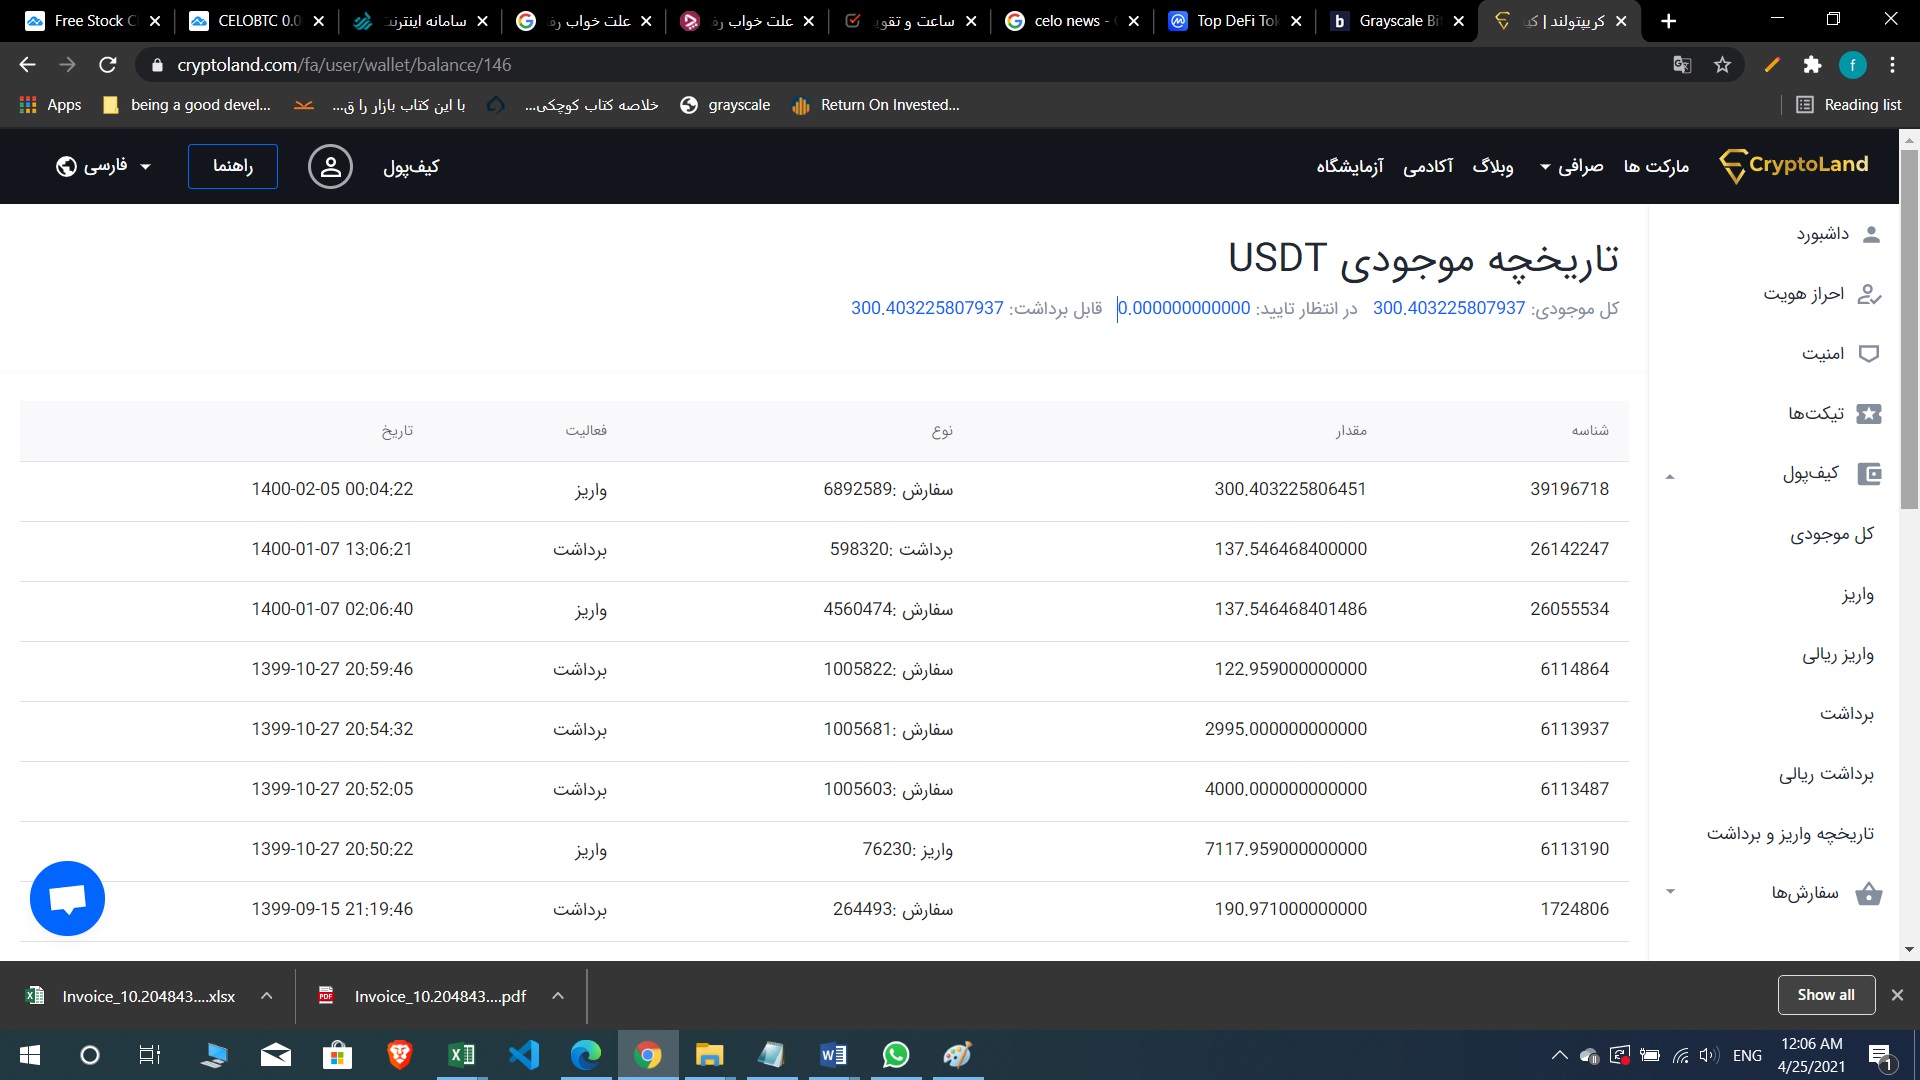 Free Stock C
CELOBTC 0.0
سامانه اینترنت
علت خواب رف
علت خواب رف
ساعت و تقوی
celo news - G
Top DeFi Tok
Grayscale Bi
کریپتولند | کی
cryptoland.com/fa/user/wallet/balance/146
f
Apps
being a good devel...
با این کتاب بازار را ق...
خلاصه کتاب کوچکی...
grayscale
Return On Invested...
Reading list
CryptoLand
مارکت ها
صرافی
وبلاگ
آکادمی
آزمایشگاه
کیف‌پول
راهنما
فارسی
تاریخچه موجودی USDT
کل موجودی: 300.403225807937 در انتظار تایید: 0.000000000000 قابل برداشت: 300.403225807937
شناسه مقدار نوع فعالیت تاریخ
39196718 300.403225806451 سفارش :6892589 واریز 1400-02-05 00:04:22
26142247 137.546468400000 برداشت :598320 برداشت 1400-01-07 13:06:21
26055534 137.546468401486 سفارش :4560474 واریز 1400-01-07 02:06:40
6114864 122.959000000000 سفارش :1005822 برداشت 1399-10-27 20:59:46
6113937 2995.000000000000 سفارش :1005681 برداشت 1399-10-27 20:54:32
6113487 4000.000000000000 سفارش :1005603 برداشت 1399-10-27 20:52:05
6113190 7117.959000000000 واریز :76230 واریز 1399-10-27 20:50:22
1724806 190.971000000000 سفارش :264493 برداشت 1399-09-15 21:19:46
داشبورد
احراز هویت
امنیت
تیکت‌ها
کیف‌پول
کل موجودی
واریز
واریز ریالی
برداشت
برداشت ریالی
تاریخچه واریز و برداشت
سفارش‌ها
Invoice_10.204843....xlsx
Invoice_10.204843....pdf
Show all
ENG
12:06 AM
4/25/2021
1